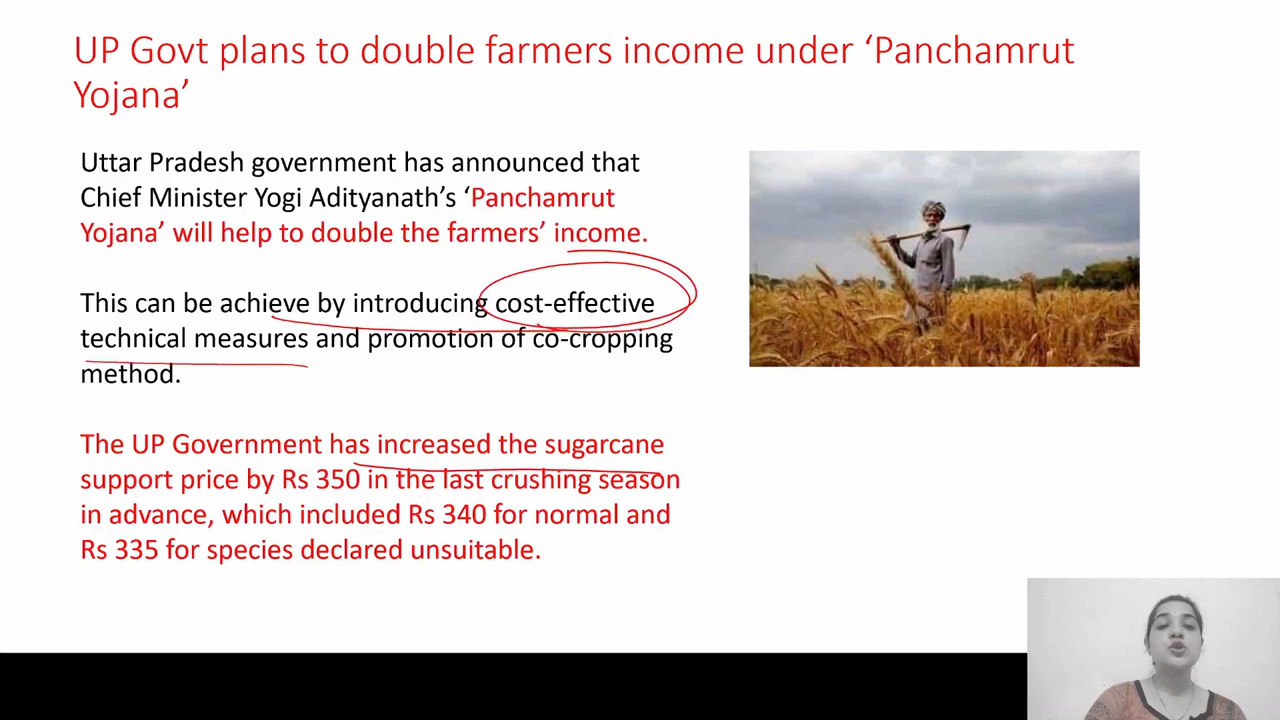 UP Govt plans to double farmers income under ‘Panchamrut
Yojana’
Uttar Pradesh government has announced that
Chief Minister Yogi Adityanath’s ‘Panchamrut
Yojana’ will help to double the farmers’ income.
This can be achieve by introducing cost-effective
technical measures and promotion of co-cropping
method.
The UP Government has increased the sugarcane
support price by Rs 350 in the last crushing season
in advance, which included Rs 340 for normal and
Rs 335 for species declared unsuitable.